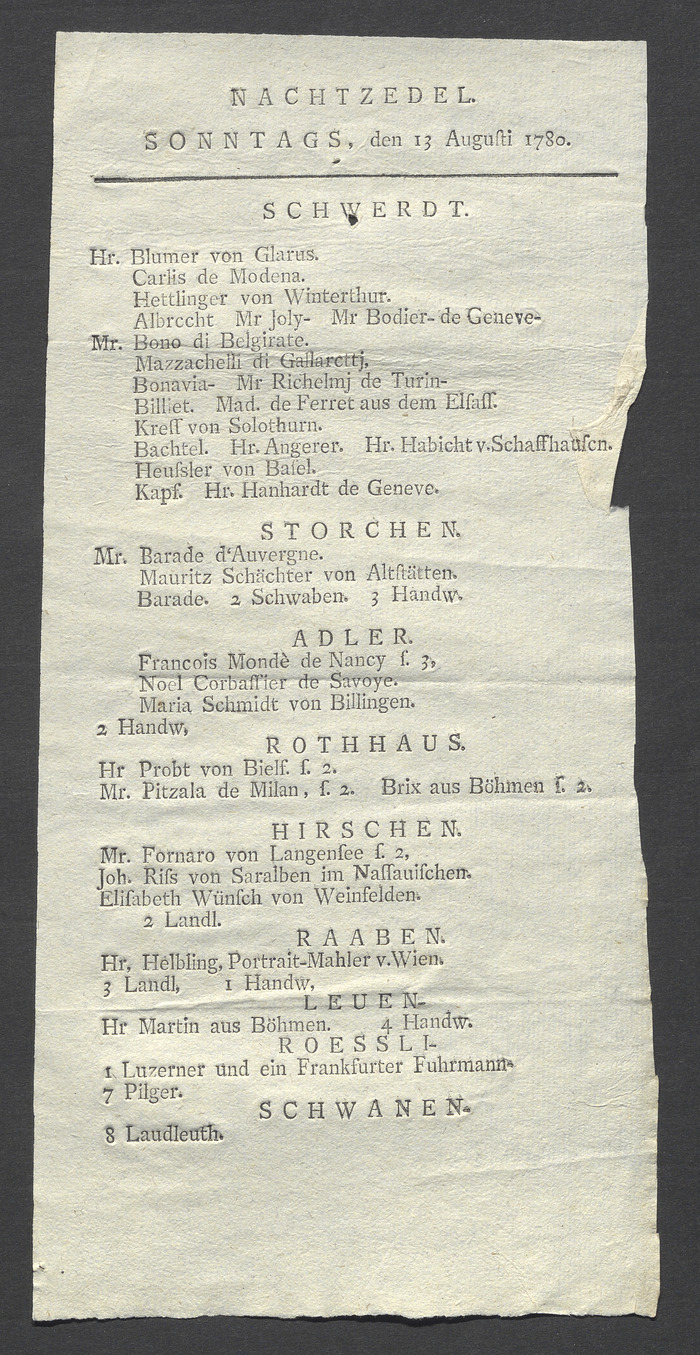 NACHTZEDEL.
SONNTAGS, den 13 Auguſti 1780.
SCHWERDT.
Hr. Blumer von Glarus.
Carlis de Modena.
Hettlinger von Winterthur.
Albrecht Mr Joly- Mr Bodier- de Geneve-
Mr. Bono di Belgirate.
Mazzachelli di Gallarettj,
Bonavia- Mr Richelmj de Turin-
Billiet. Mad. de Ferret aus dem Elſaſſ.
Kreſſ von Solothurn.
Bachtel. Hr. Angerer. Hr. Habicht v. Schaffhauſen.
Heuſsler von Baſel.
Kapf. Hr. Hanhardt de Geneve.
STORCHEN.
Mr. Barade d'Auvergne.
Mauritz Schächter von Altſtätten.
Barade. 2 Schwaben. 3 Handw.
ADLER.
Francois Mondè de Nancy ſ. 3,
Noel Corbaſſier de Savoye.
Maria Schmidt von Billingen.
2 Handw,
ROTHHAUS.
Hr Probt von Bielſ. ſ. 2.
Mr. Pitzala de Milan, ſ. 2. Brix aus Böhmen ſ. 2.
HIRSCHEN.
Mr. Fornaro von Langenſee ſ. 2,
Joh. Riſs von Saralben im Naſſauiſchen.
Eliſabeth Wünſch von Weinfelden.
2 Landl.
RAABEN.
Hr, Helbling, Portrait-Mahler v. Wien.
3 Landl, 1 Handw,
LEUEN-
Hr Martin aus Böhmen. 4 Handw.
ROESSLI-
1 Luzerner und ein Frankfurter Fuhrmann-
7 Pilger.
SCHWANEN.
8 Laudleuth.